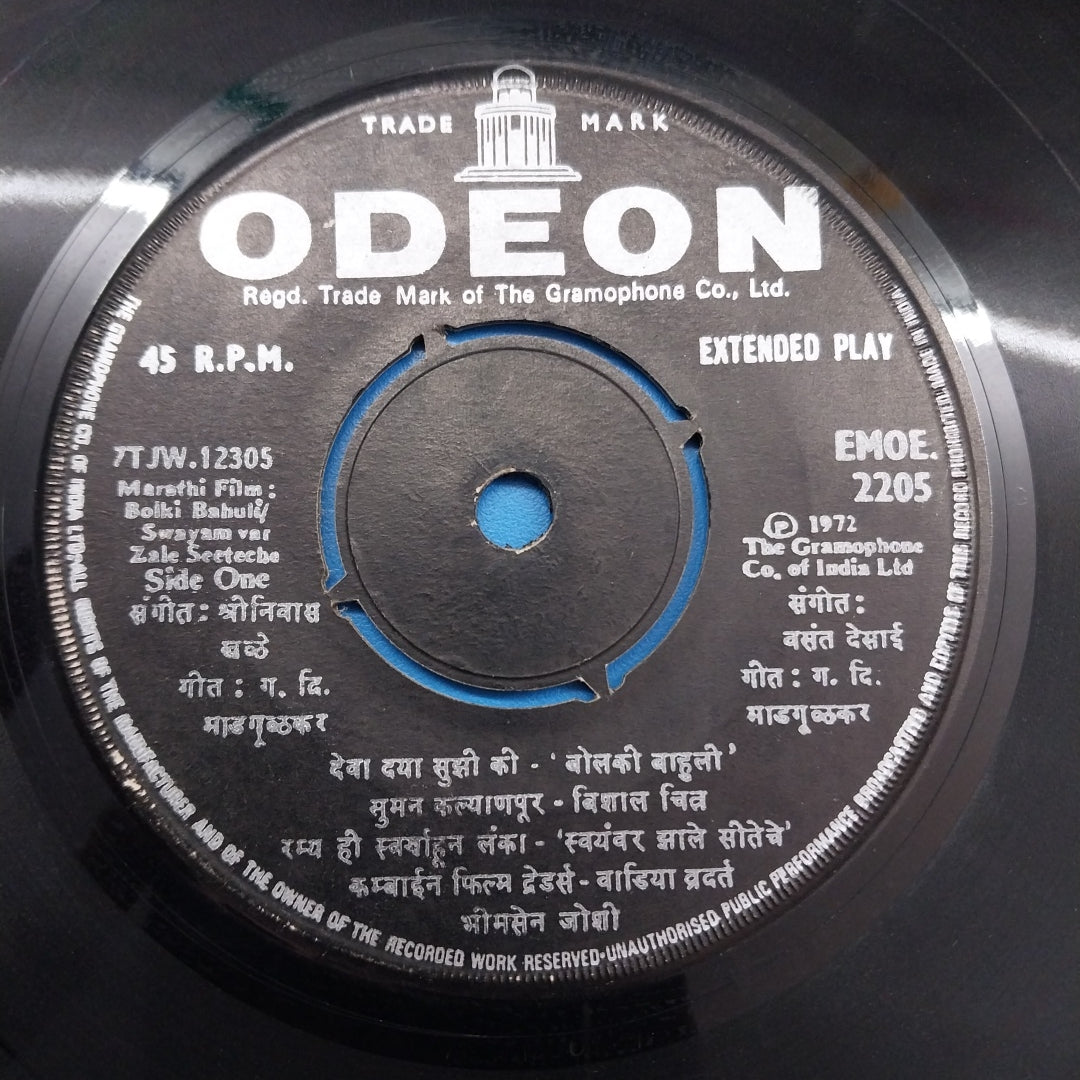 TRADE MARK
ODEON
Regd. Trade Mark of The Gramophone Co., Ltd.
45 R.P.M.
EXTENDED PLAY
7TJW.12305
Marathi Film :
Bolki Bahuli/
Swayamvar
Zale Seeteche
Side One
संगीत : श्रीनिवास
खळे
गीत : ग. दि.
माडगूळकर
EMOE.
2205
Ⓟ 1972
The Gramophone
Co. of India Ltd
संगीत :
वसंत देसाई
गीत : ग. दि.
माडगूळकर
देवा दया तुझी की - 'बोलकी बाहुली'
सुमन कल्याणपूर - विशाल चित्र
रम्य ही स्वर्गाहून लंका - 'स्वयंवर झाले सीतेचे'
कम्बाईन फिल्म ट्रेडर्स - वाडिया ब्रदर्स
भीमसेन जोशी
THE GRAMOPHONE CO. OF INDIA LTD. ALL RIGHTS OF THE MANUFACTURER AND OF THE OWNER OF THE RECORDED WORK RESERVED-UNAUTHORISED PUBLIC PERFORMANCE BROADCASTING AND COPYING OF THIS RECORD PROHIBITED. MADE IN INDIA